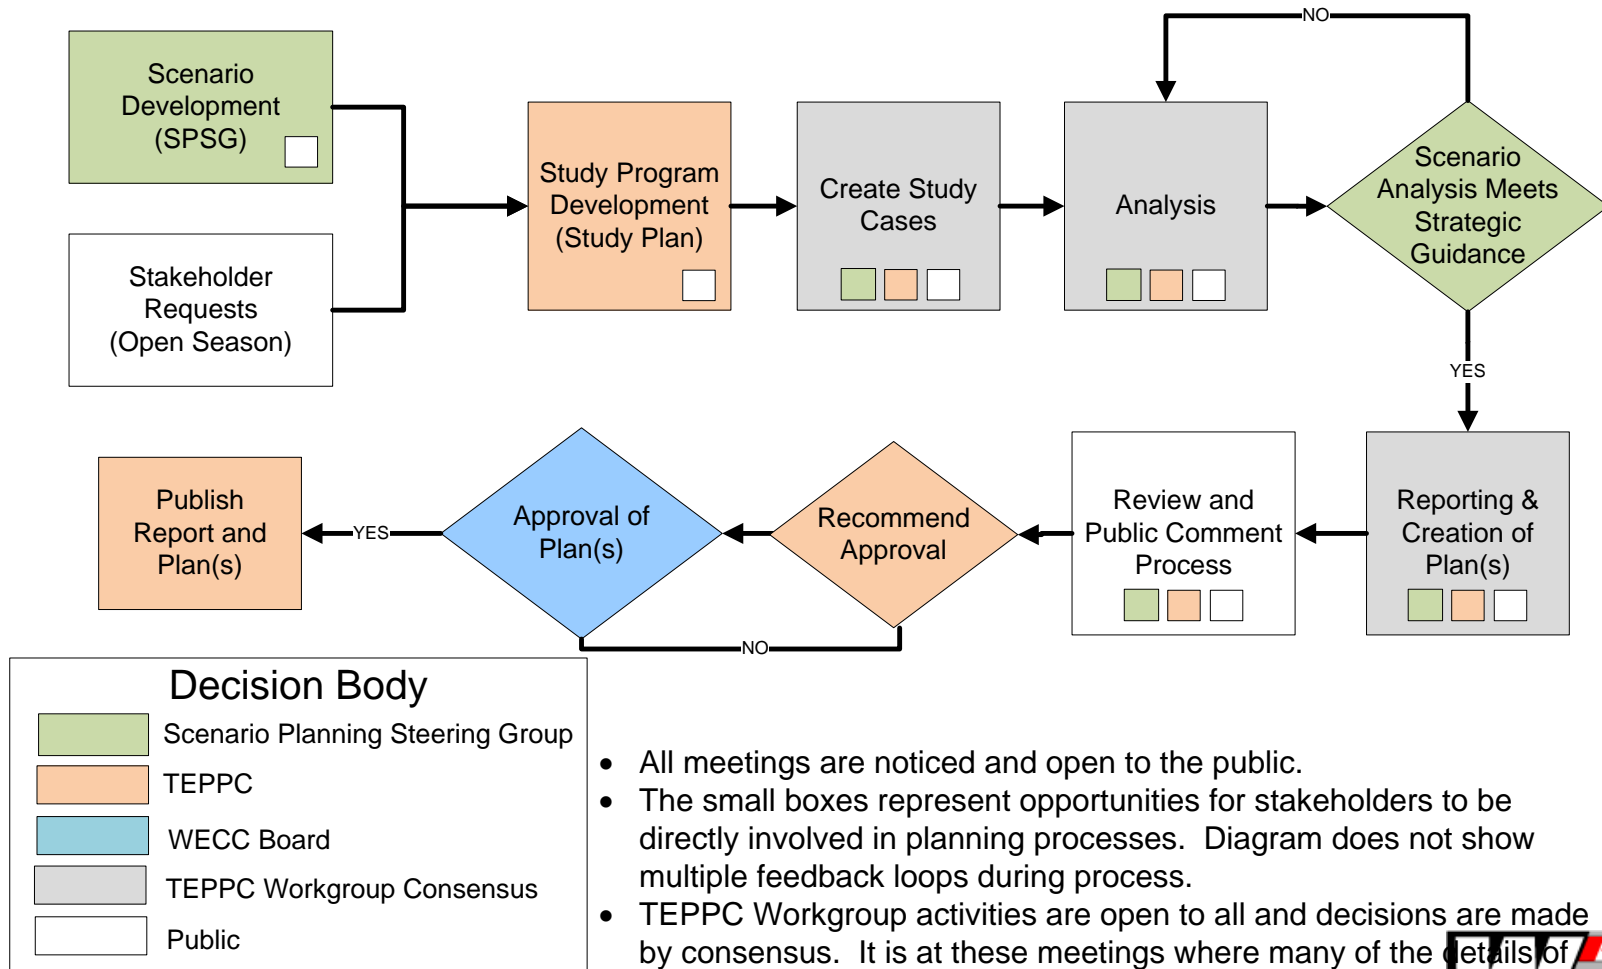 NO
Scenario
Development
(SPSG)
Stakeholder
Requests
(Open Season)
Study Program
Development
(Study Plan)
Create Study
Cases
Analysis
Scenario
Analysis Meets
Strategic
Guidance
YES
Publish
Report and
Plan(s)
YES
Approval of
Plan(s)
Recommend
Approval
Review and
Public Comment
Process
Reporting &
Creation of
Plan(s)
NO
Decision Body
Scenario Planning Steering Group
TEPPC
WECC Board
TEPPC Workgroup Consensus
Public
• All meetings are noticed and open to the public.
• The small boxes represent opportunities for stakeholders to be
directly involved in planning processes.  Diagram does not show
multiple feedback loops during process.
• TEPPC Workgroup activities are open to all and decisions are made
by consensus.  It is at these meetings where many of the details of